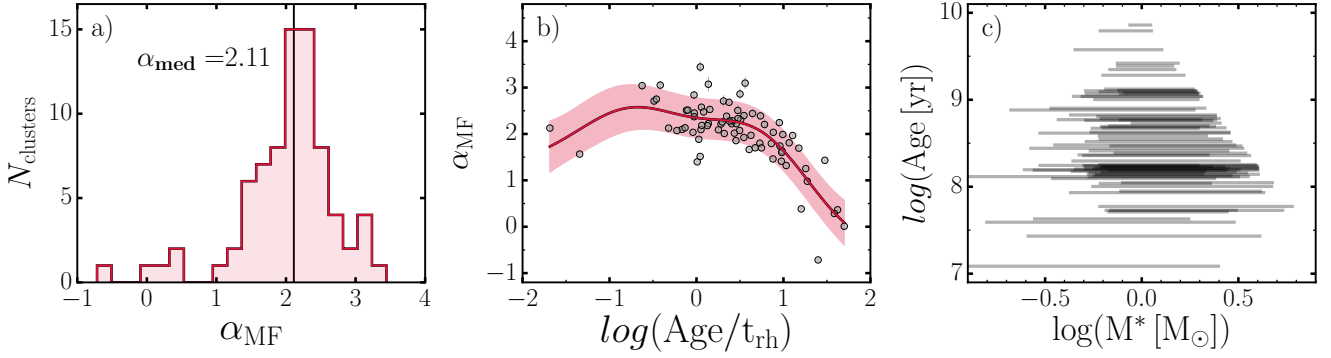 a)
α_med =2.11
15
10
5
0
−1 0 1 2 3 4
N_clusters
α_MF
b)
4
3
2
1
0
−1
−2 −1 0 1 2
α_MF
log(Age/t_rh)
c)
10
9
8
7
−0.5 0.0 0.5
log(Age [yr])
log(M* [M_⊙])